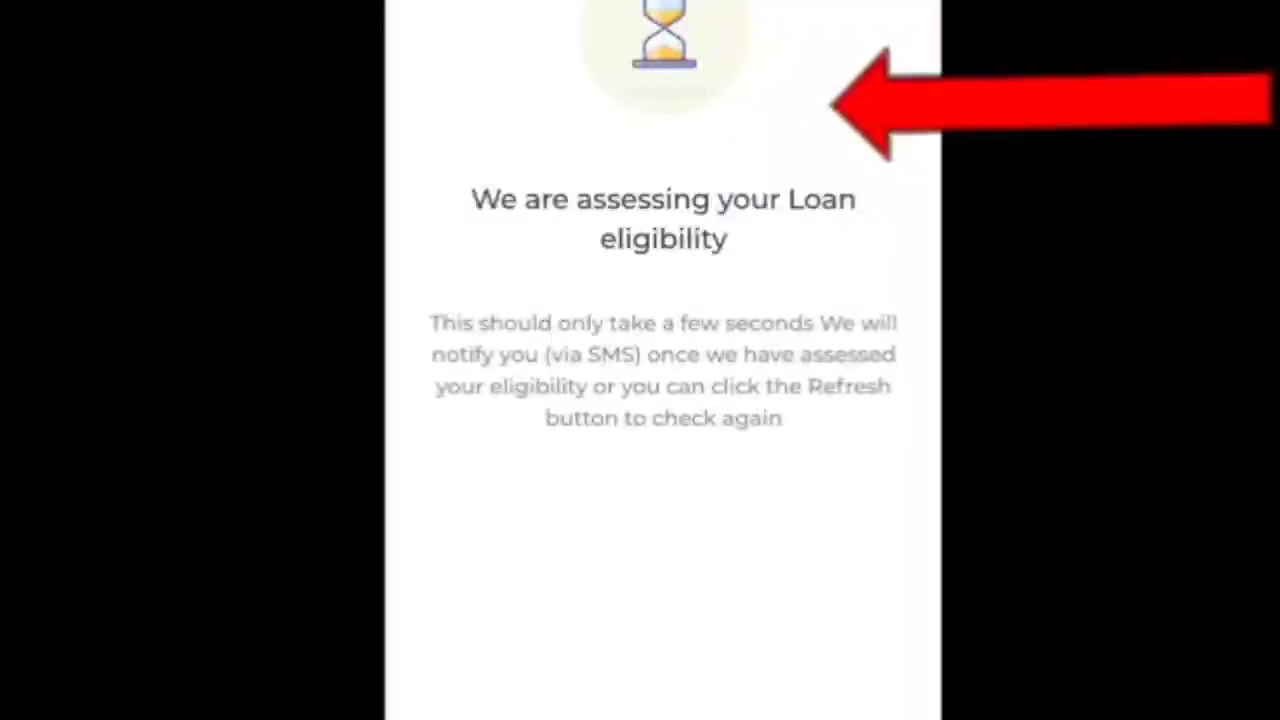 We are assessing your Loan
eligibility
This should only take a few seconds We will
notify you (via SMS) once we have assessed
your eligibility or you can click the Refresh
button to check again